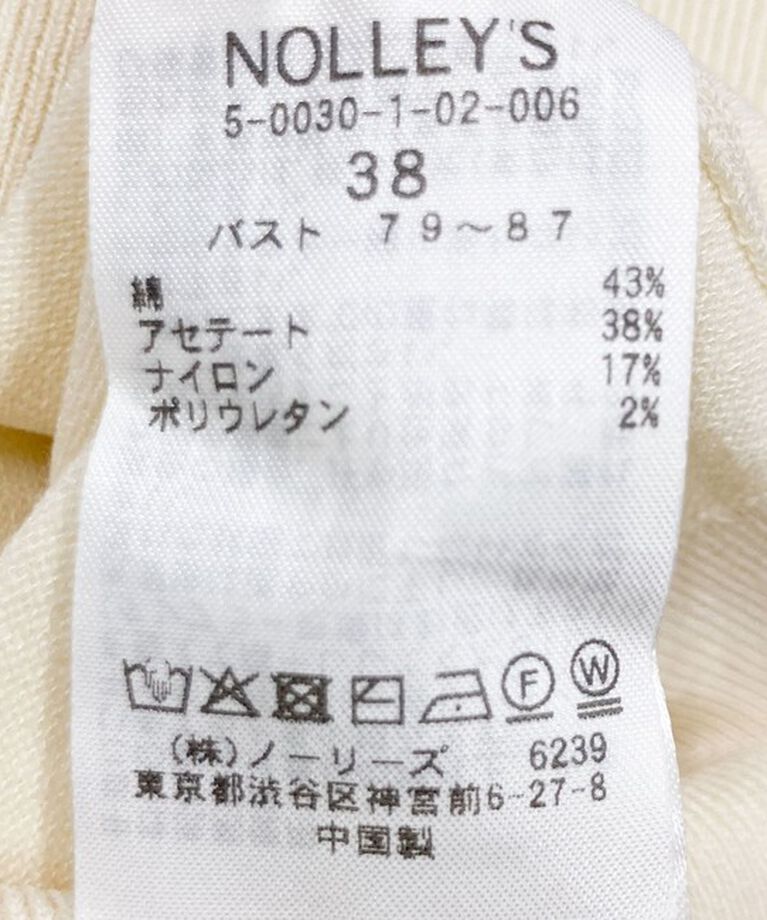 NOLLEY'S
5-0030-1-02-006
38
バスト 79〜87
綿 43%
アセテート 38%
ナイロン 17%
ポリウレタン 2%
F W
(株)ノーリーズ 6239
東京都渋谷区神宮前6-27-8
中国製